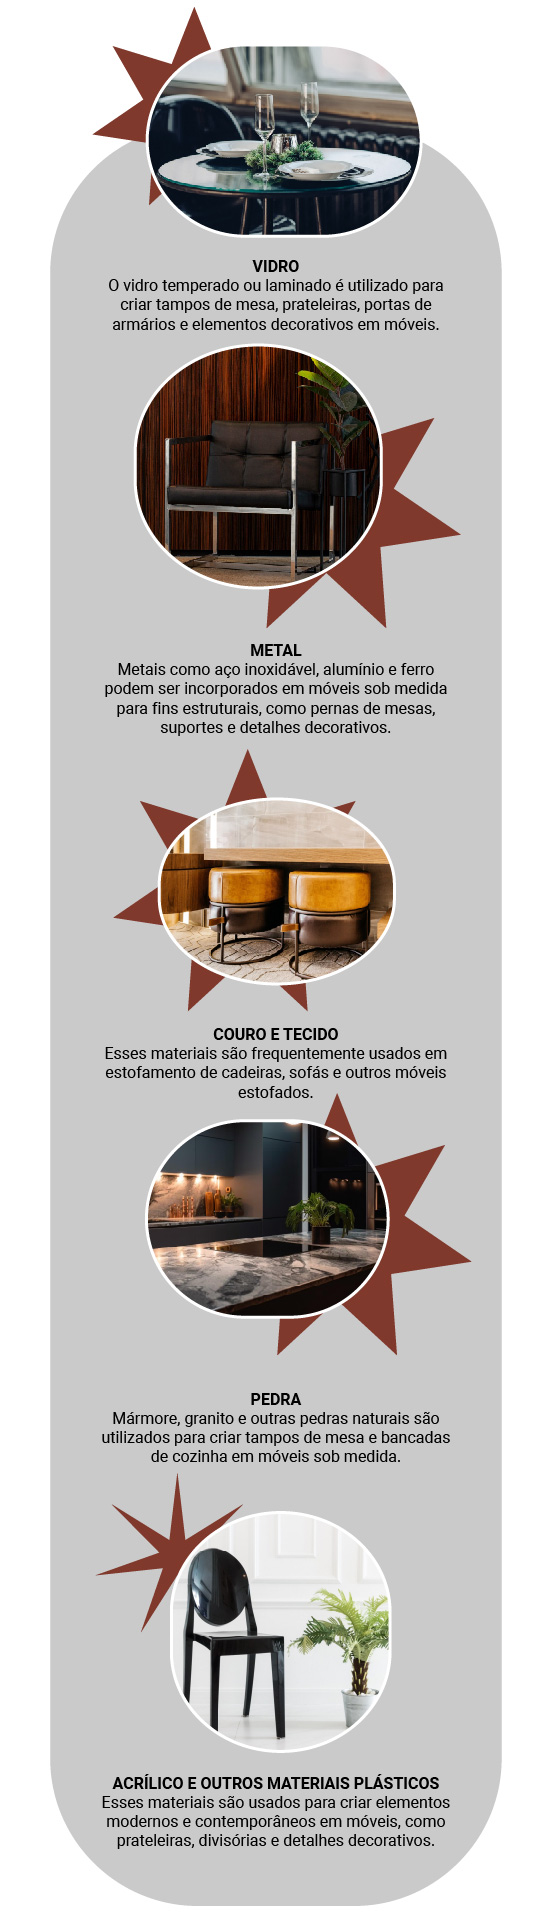 VIDRO
O vidro temperado ou laminado é utilizado para
criar tampos de mesa, prateleiras, portas de
armários e elementos decorativos em móveis.
METAL
Metais como aço inoxidável, alumínio e ferro
podem ser incorporados em móveis sob medida
para fins estruturais, como pernas de mesas,
suportes e detalhes decorativos.
COURO E TECIDO
Esses materiais são frequentemente usados em
estofamento de cadeiras, sofás e outros móveis
estofados.
PEDRA
Mármore, granito e outras pedras naturais são
utilizados para criar tampos de mesa e bancadas
de cozinha em móveis sob medida.
ACRÍLICO E OUTROS MATERIAIS PLÁSTICOS
Esses materiais são usados para criar elementos
modernos e contemporâneos em móveis, como
prateleiras, divisórias e detalhes decorativos.